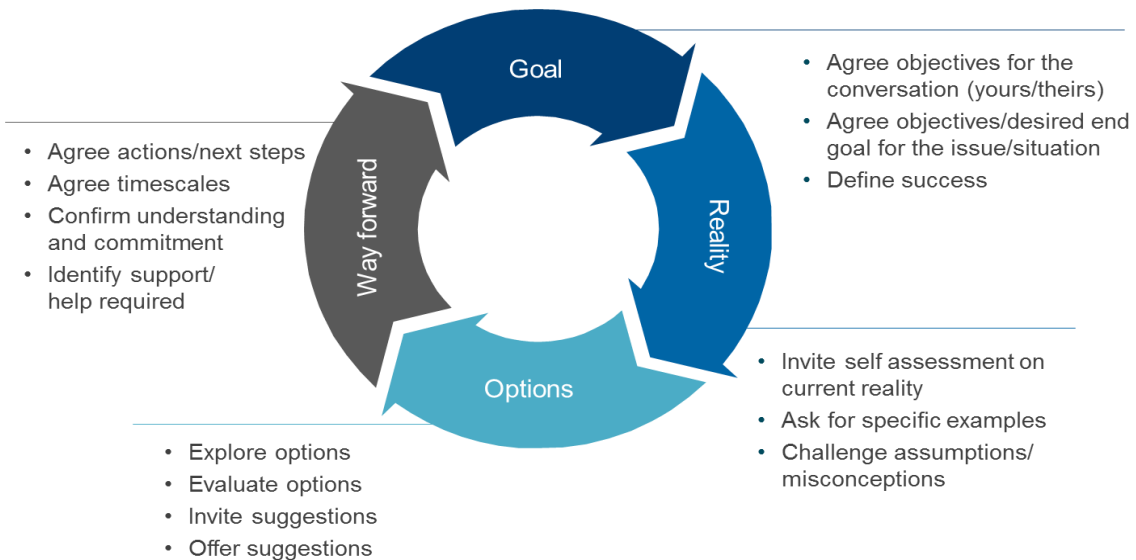 Goal
• Agree objectives for the
conversation (yours/theirs)
• Agree objectives/desired end
goal for the issue/situation
• Define success
Reality
• Invite self assessment on
current reality
• Ask for specific examples
• Challenge assumptions/
misconceptions
Options
• Explore options
• Evaluate options
• Invite suggestions
• Offer suggestions
Way forward
• Agree actions/next steps
• Agree timescales
• Confirm understanding
and commitment
• Identify support/
help required